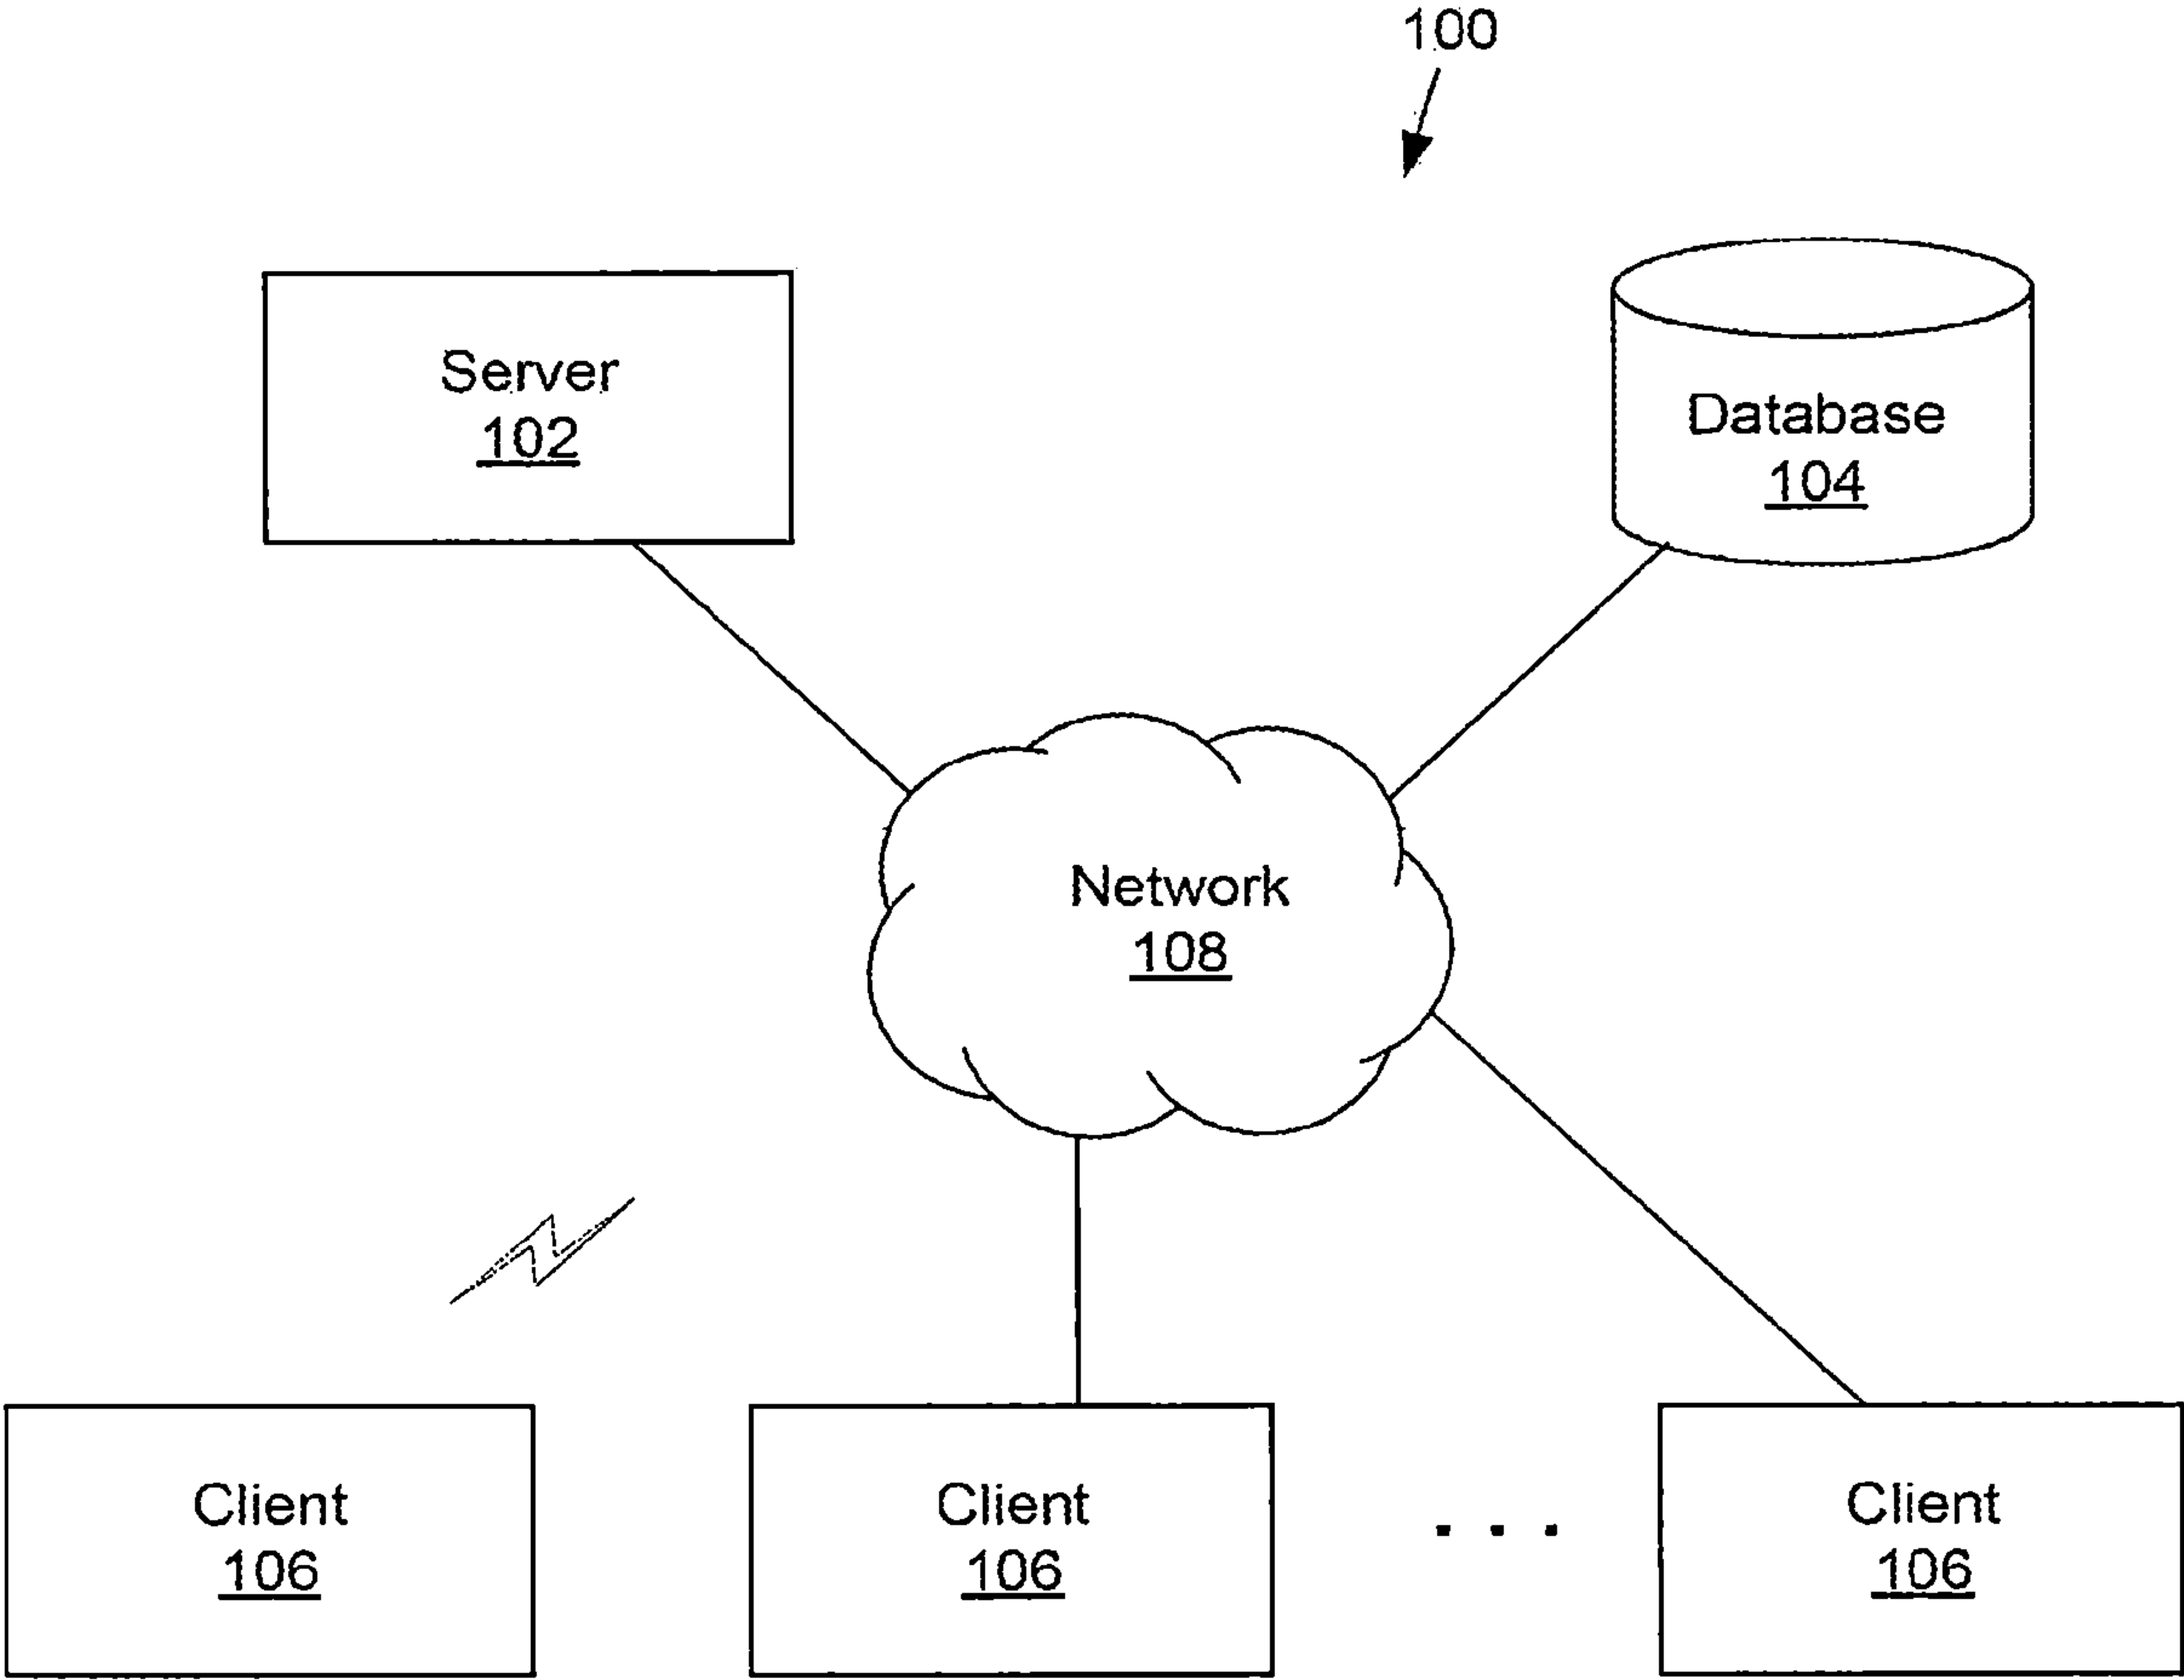 100
Server
102
Database
104
Network
108
Client
106
Client
106
. . .
Client
106